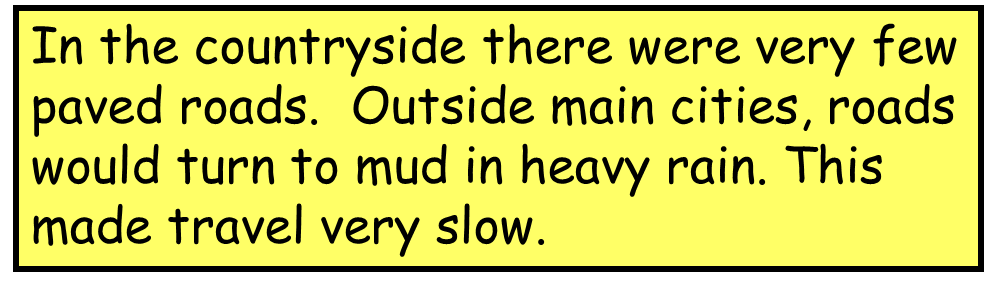 In the countryside there were very few
paved roads.  Outside main cities, roads
would turn to mud in heavy rain. This
made travel very slow.